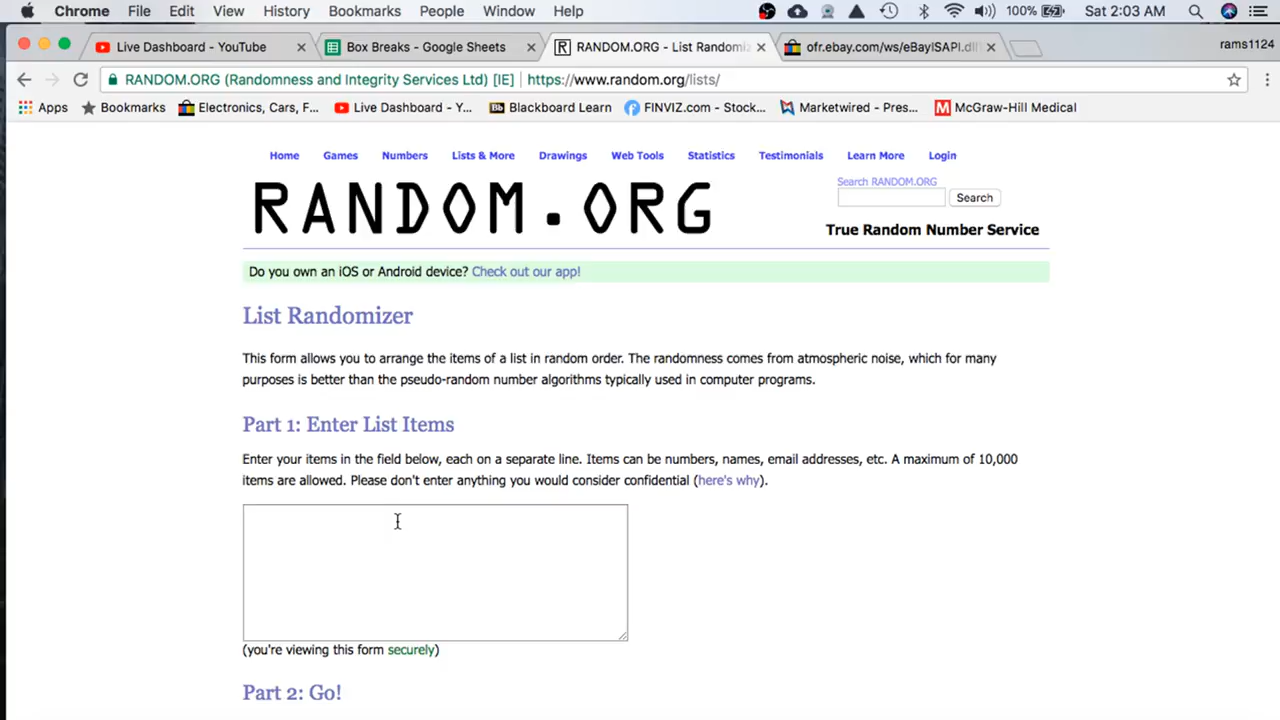 Chrome File Edit View History Bookmarks People Window Help 100% Sat 2:03 AM
Live Dashboard - YouTube × Box Breaks - Google Sheets × RANDOM.ORG - List Randomiz × ofr.ebay.com/ws/eBayISAPI.dll × rams1124
RANDOM.ORG (Randomness and Integrity Services Ltd) [IE] https://www.random.org/lists/
Apps Bookmarks Electronics, Cars, F... Live Dashboard - Y... Bb Blackboard Learn FINVIZ.com - Stock... Marketwired - Pres... M McGraw-Hill Medical
Home Games Numbers Lists & More Drawings Web Tools Statistics Testimonials Learn More Login
RANDOM.ORG
Search RANDOM.ORG
Search
True Random Number Service
Do you own an iOS or Android device? Check out our app!
List Randomizer
This form allows you to arrange the items of a list in random order. The randomness comes from atmospheric noise, which for many
purposes is better than the pseudo-random number algorithms typically used in computer programs.
Part 1: Enter List Items
Enter your items in the field below, each on a separate line. Items can be numbers, names, email addresses, etc. A maximum of 10,000
items are allowed. Please don't enter anything you would consider confidential (here's why).
(you're viewing this form securely)
Part 2: Go!